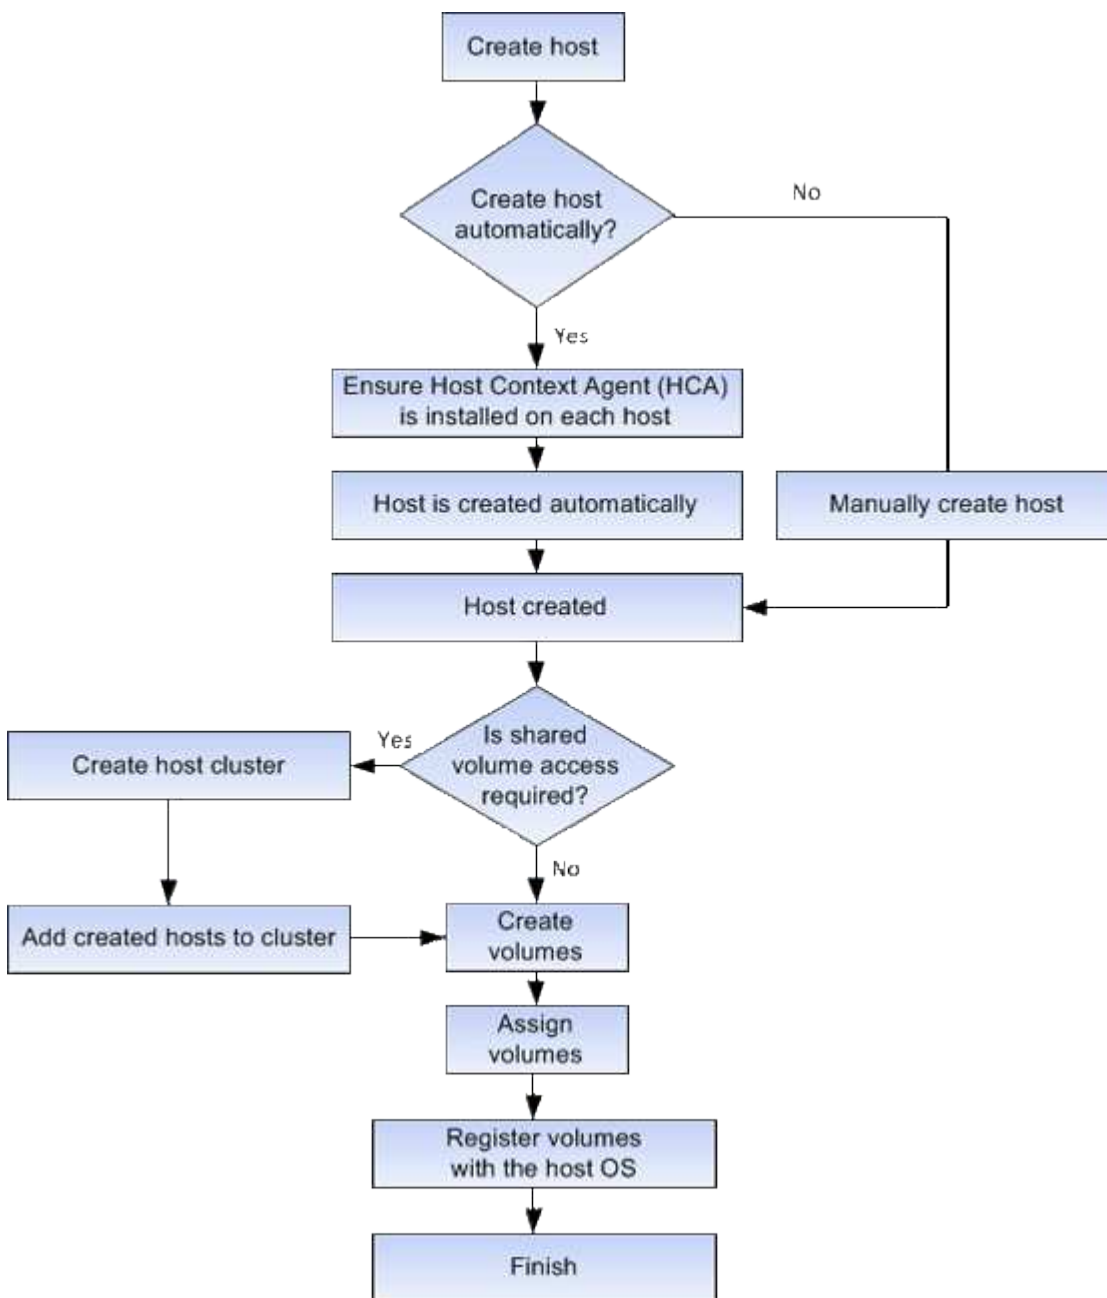 Create host
Create host
automatically?
No
Yes
Ensure Host Context Agent (HCA)
is installed on each host
Host is created automatically
Manually create host
Host created
Is shared
volume access
required?
Yes
Create host cluster
No
Add created hosts to cluster
Create
volumes
Assign
volumes
Register volumes
with the host OS
Finish